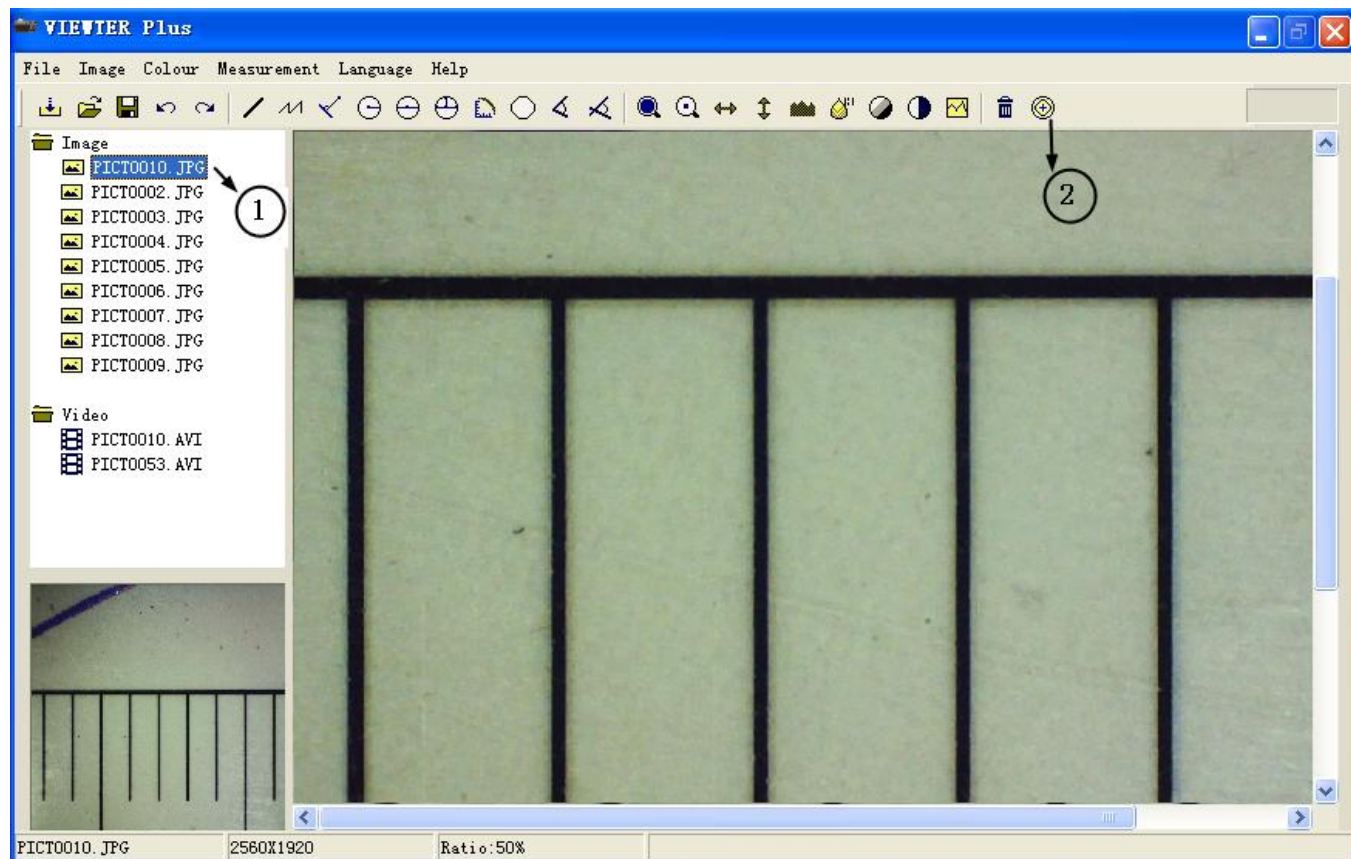 VIEWTER Plus
File Image Colour Measurement Language Help
Image
PICT0010.JPG
PICT0002.JPG
PICT0003.JPG
PICT0004.JPG
PICT0005.JPG
PICT0006.JPG
PICT0007.JPG
PICT0008.JPG
PICT0009.JPG
1
2
Video
PICT0010.AVI
PICT0053.AVI
PICT0010.JPG 2560X1920 Ratio:50%